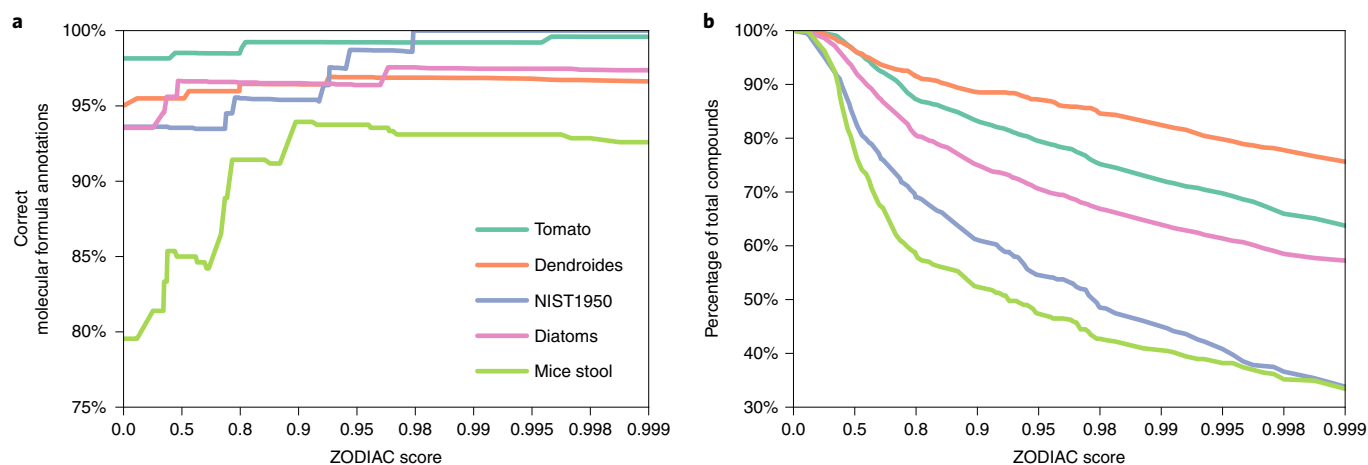 a
100%
95%
90%
85%
80%
75%
Correct
molecular formula annotations
Tomato
Dendroides
NIST1950
Diatoms
Mice stool
0.0 0.5 0.8 0.9 0.95 0.98 0.99 0.995 0.998 0.999
ZODIAC score
b
100%
90%
80%
70%
60%
50%
40%
30%
Percentage of total compounds
0.0 0.5 0.8 0.9 0.95 0.98 0.99 0.995 0.998 0.999
ZODIAC score